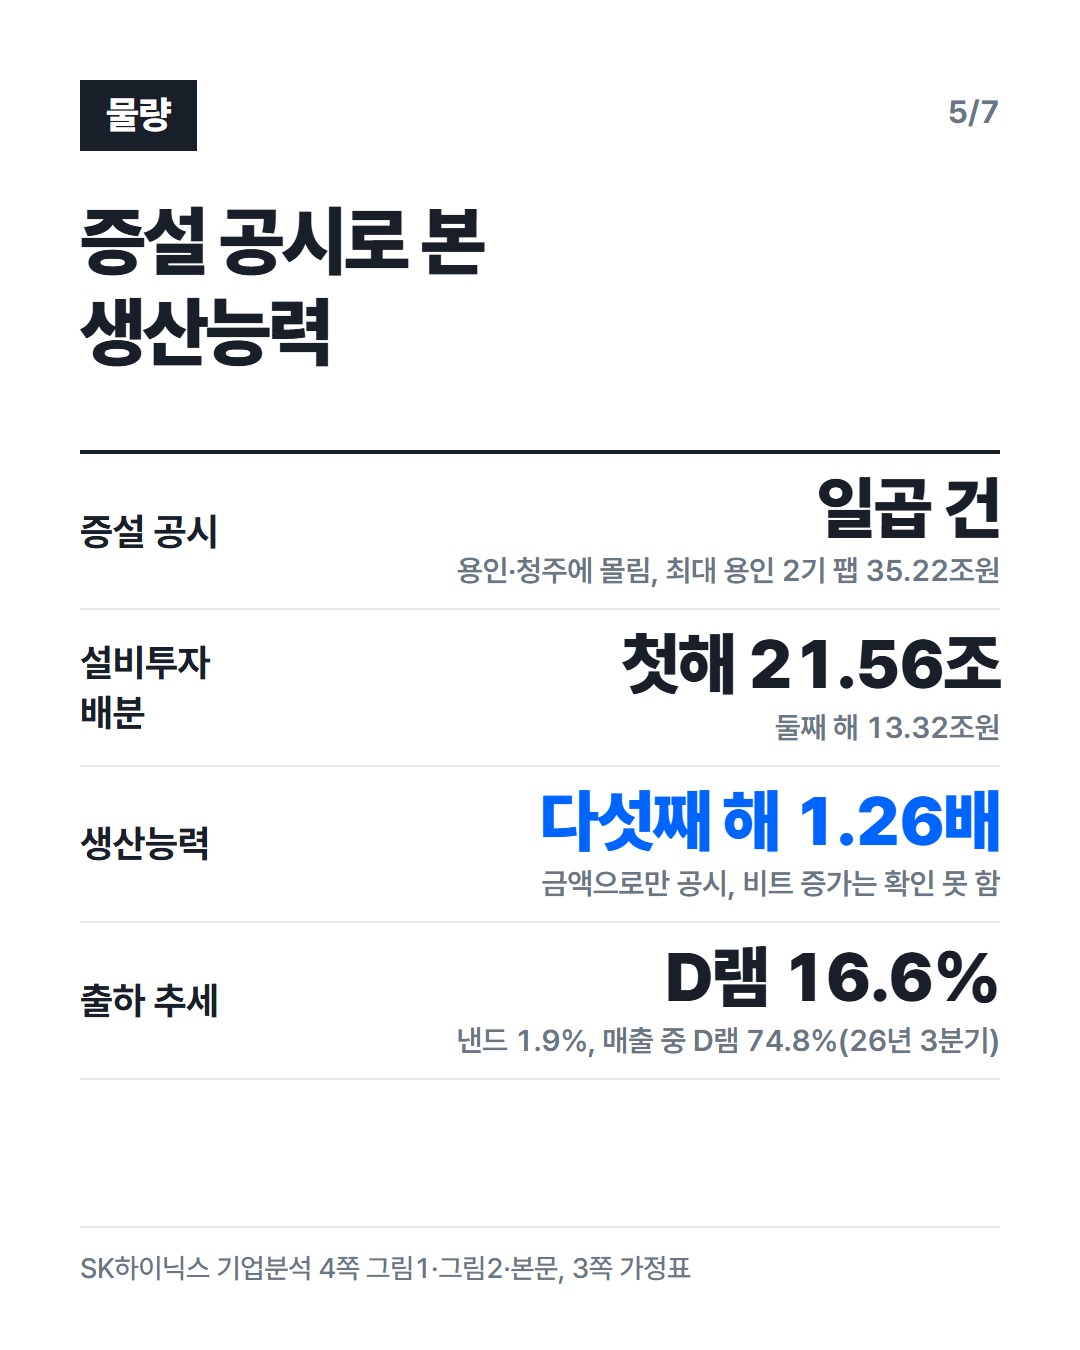 물량
5/7
증설 공시로 본
생산능력
증설 공시
일곱 건
용인·청주에 몰림, 최대 용인 2기 팹 35.22조원
설비투자
배분
첫해 21.56조
둘째 해 13.32조원
생산능력
다섯째 해 1.26배
금액으로만 공시, 비트 증가는 확인 못 함
출하 추세
D램 16.6%
낸드 1.9%, 매출 중 D램 74.8%(26년 3분기)
SK하이닉스 기업분석 4쪽 그림1·그림2·본문, 3쪽 가정표